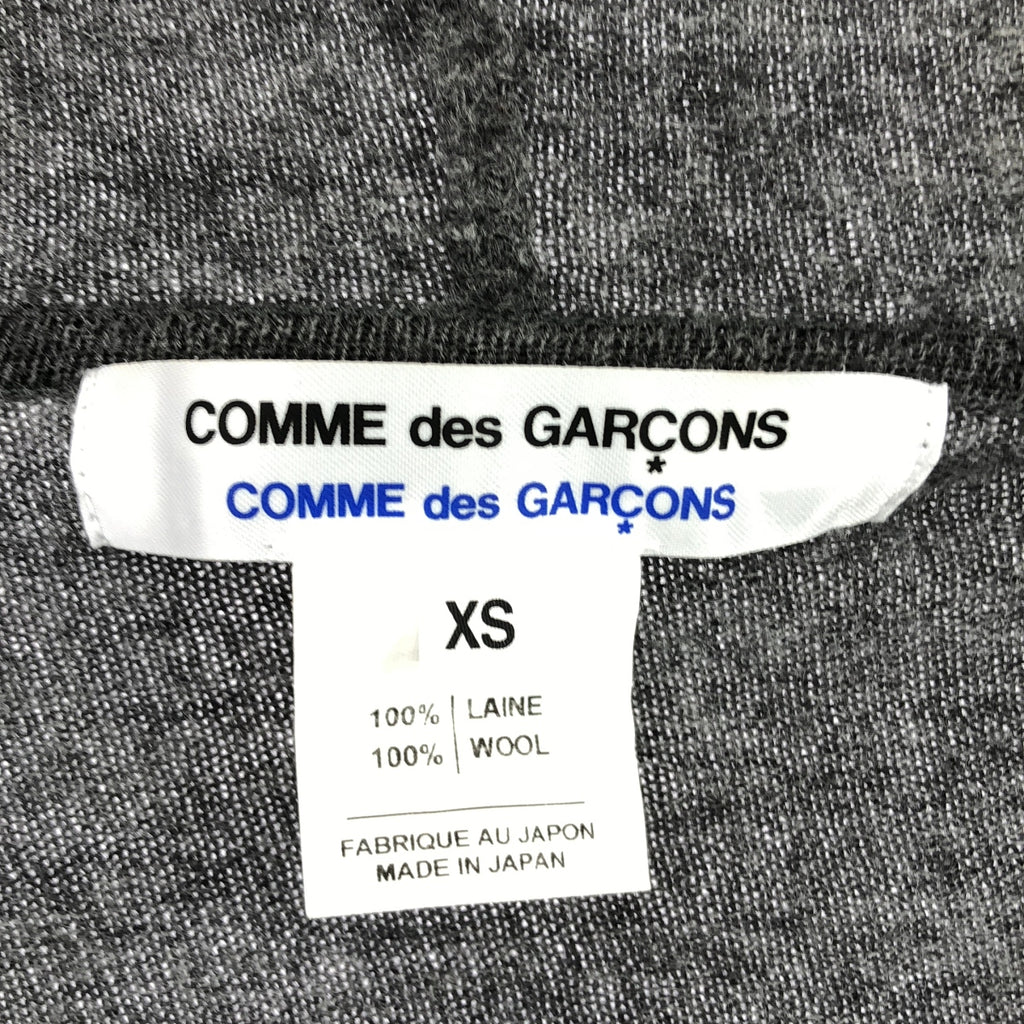 COMME des GARÇONS
*
COMME des GARÇONS
*
XS
100% | LAINE
100% | WOOL
FABRIQUE AU JAPON
MADE IN JAPAN